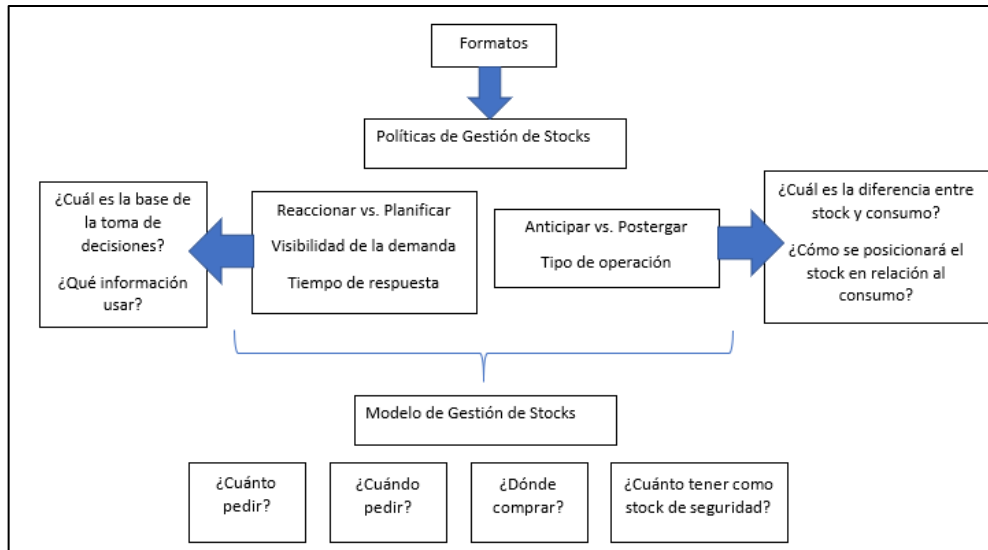 Formatos
Políticas de Gestión de Stocks
¿Cuál es la base de
la toma de
decisiones?
¿Qué información
usar?
Reaccionar vs. Planificar
Visibilidad de la demanda
Tiempo de respuesta
Anticipar vs. Postergar
Tipo de operación
¿Cuál es la diferencia entre
stock y consumo?
¿Cómo se posicionará el
stock en relación al
consumo?
Modelo de Gestión de Stocks
¿Cuánto
pedir?
¿Cuándo
pedir?
¿Dónde
comprar?
¿Cuánto tener como
stock de seguridad?